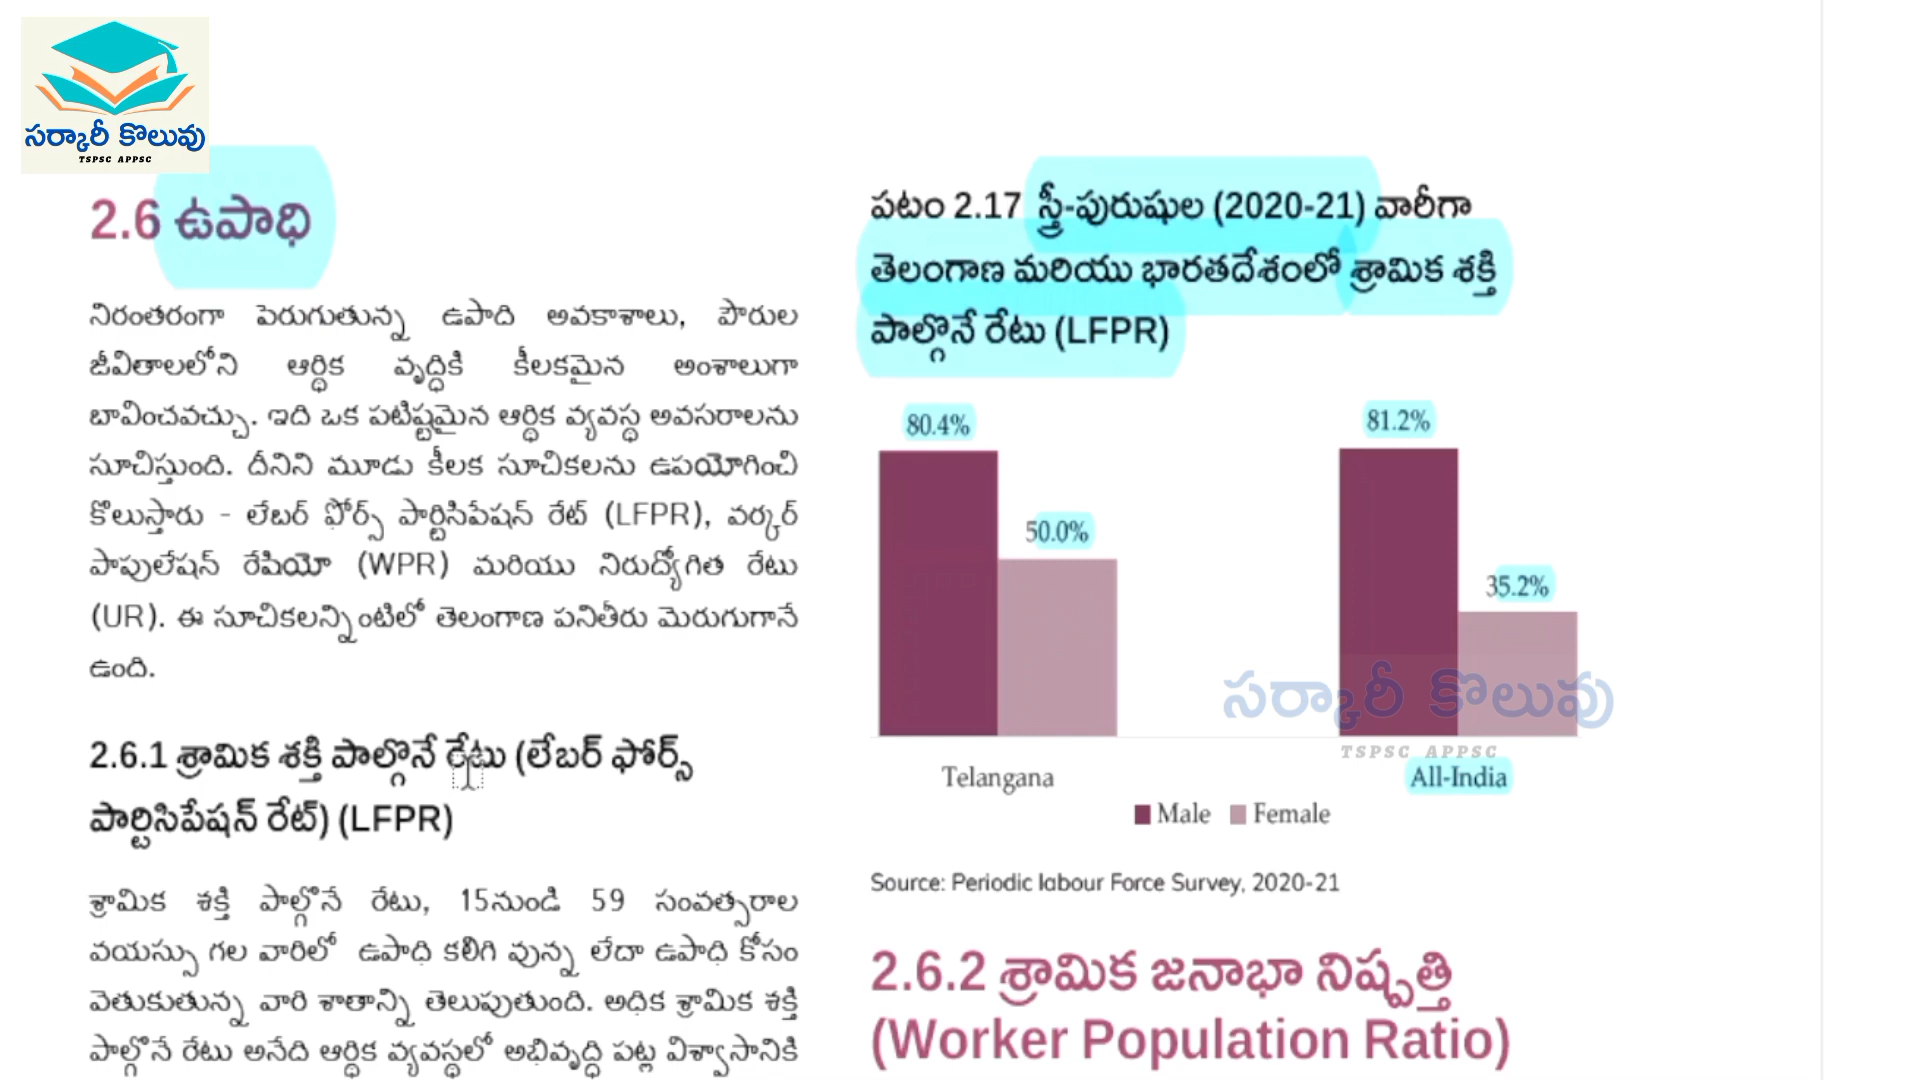 సర్కారీ కొలువు
TSPSC APPSC
2.6 ఉపాధి
నిరంతరంగా పెరుగుతున్న ఉపాది అవకాశాలు, పౌరుల
జీవితాలలోని ఆర్థిక వృద్ధికి కీలకమైన అంశాలుగా
బావించవచ్చు. ఇది ఒక పటిష్టమైన ఆర్థిక వ్యవస్థ అవసరాలను
సూచిస్తుంది. దీనిని మూడు కీలక సూచికలను ఉపయోగించి
కొలుస్తారు - లేబర్ ఫోర్స్ పార్టిసిపేషన్ రేట్ (LFPR), వర్కర్
పాపులేషన్ రేషియో (WPR) మరియు నిరుద్యోగిత రేటు
(UR). ఈ సూచికలన్నింటిలో తెలంగాణ పనితీరు మెరుగుగానే
ఉంది.
2.6.1 శ్రామిక శక్తి పాల్గొనే రేటు (లేబర్ ఫోర్స్
పార్టిసిపేషన్ రేట్) (LFPR)
శ్రామిక శక్తి పాల్గొనే రేటు, 15నుండి 59 సంవత్సరాల
వయస్సు గల వారిలో ఉపాధి కలిగి వున్న లేదా ఉపాధి కోసం
వెతుకుతున్న వారి శాతాన్ని తెలుపుతుంది. అధిక శ్రామిక శక్తి
పాల్గొనే రేటు అనేది ఆర్థిక వ్యవస్థలో అభివృద్ధి పట్ల విశ్వాసానికి
పటం 2.17 స్త్రీ-పురుషుల (2020-21) వారీగా
తెలంగాణ మరియు భారతదేశంలో శ్రామిక శక్తి
పాల్గొనే రేటు (LFPR)
80.4%
50.0%
81.2%
35.2%
సర్కారీ కొలువు
TSPSC APPSC
Telangana
All-India
Male Female
Source: Periodic labour Force Survey, 2020-21
2.6.2 శ్రామిక జనాభా నిష్పత్తి
(Worker Population Ratio)